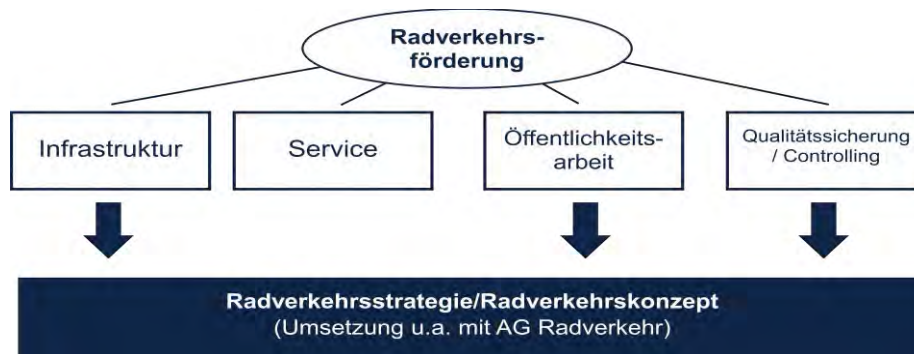 Radverkehrs-
förderung
Infrastruktur
Service
Öffentlichkeits-
arbeit
Qualitätssicherung
/ Controlling
Radverkehrsstrategie/Radverkehrskonzept
(Umsetzung u.a. mit AG Radverkehr)